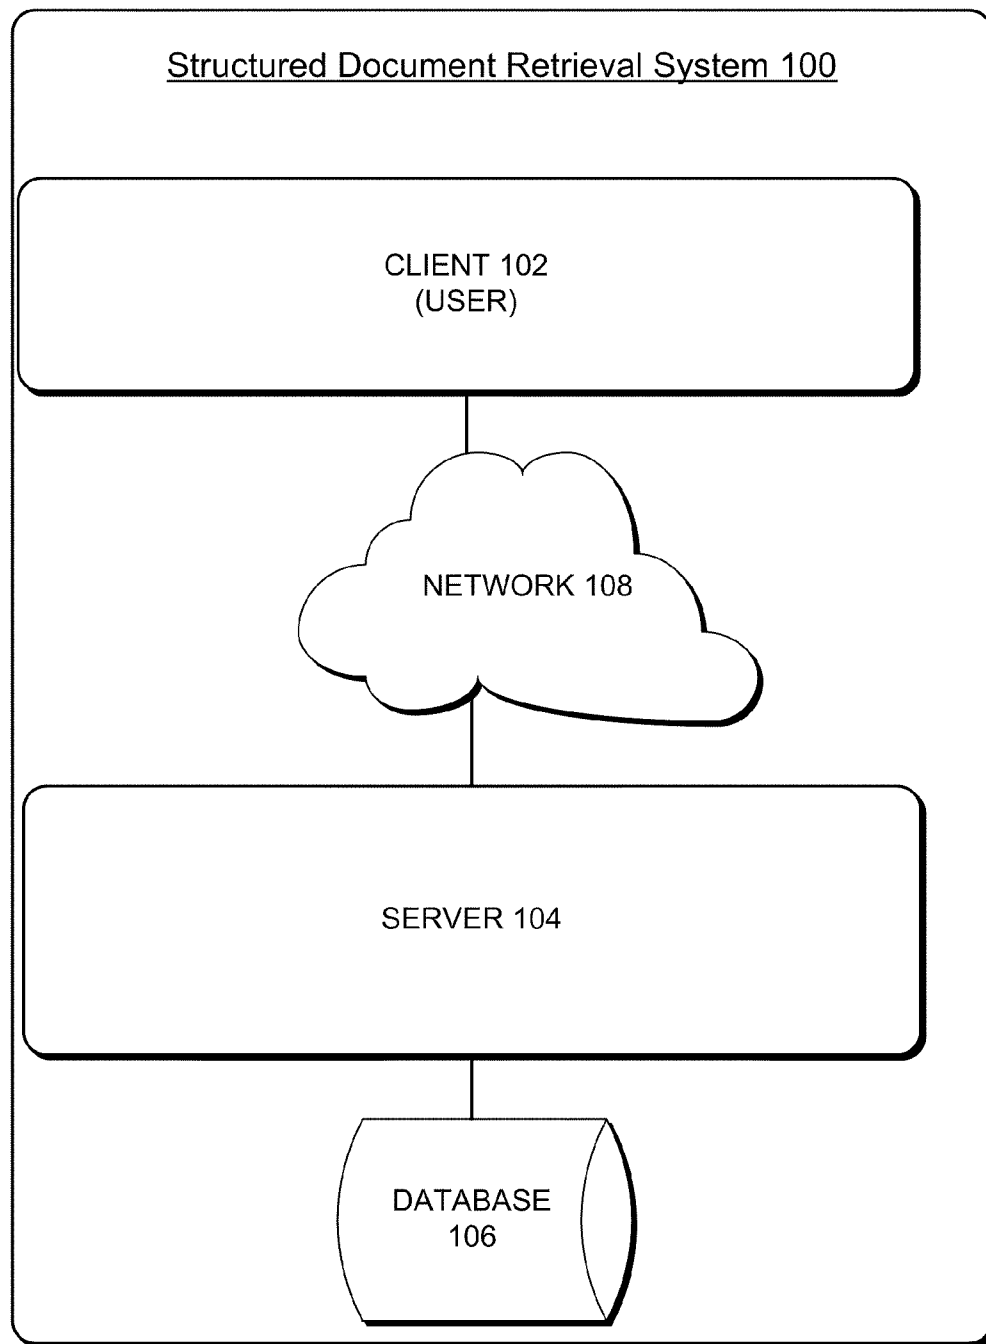 Structured Document Retrieval System 100
CLIENT 102
(USER)
NETWORK 108
SERVER 104
DATABASE
106